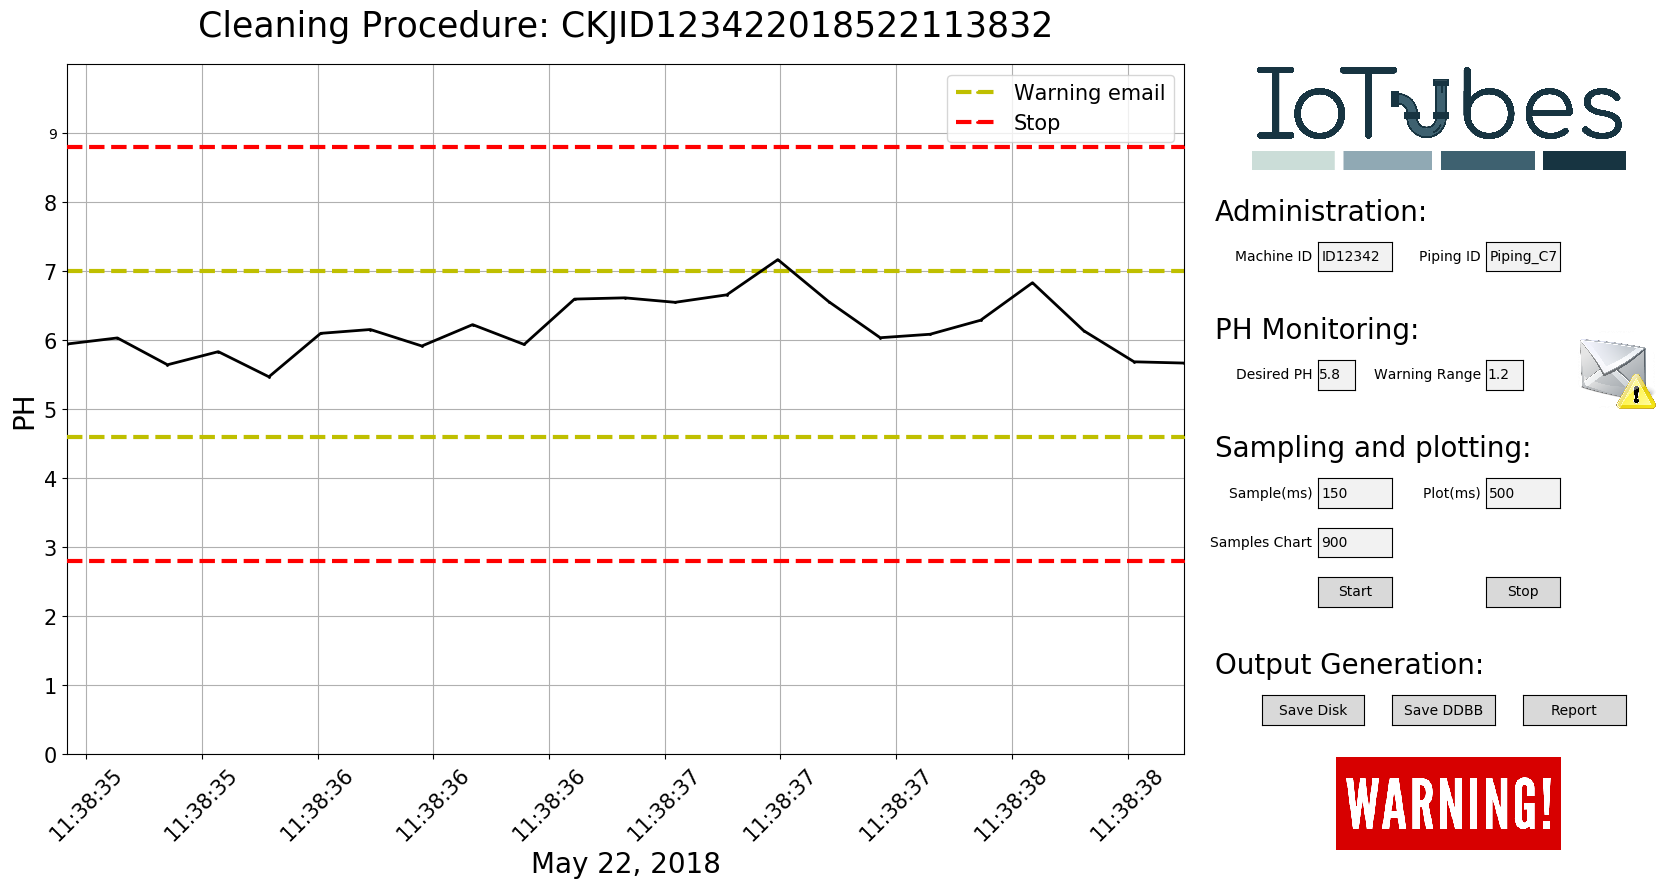 Cleaning Procedure: CKJID123422018522113832
Warning email
Stop
9
8
7
6
5
4
3
2
1
0
PH
11:38:35
11:38:35
11:38:36
11:38:36
11:38:36
11:38:37
11:38:37
11:38:37
11:38:38
11:38:38
May 22, 2018
IoTubes
Administration:
Machine ID ID12342 Piping ID Piping_C7
PH Monitoring:
Desired PH 5.8 Warning Range 1.2
Sampling and plotting:
Sample(ms) 150 Plot(ms) 500
Samples Chart 900
Start Stop
Output Generation:
Save Disk Save DDBB Report
WARNING!